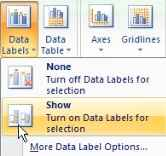 Data Data Axes Gridlines
Labels Table
None
Turn off Data Labels for
selection
Show
Turn on Data Labels for
selection
More Data Label Options...